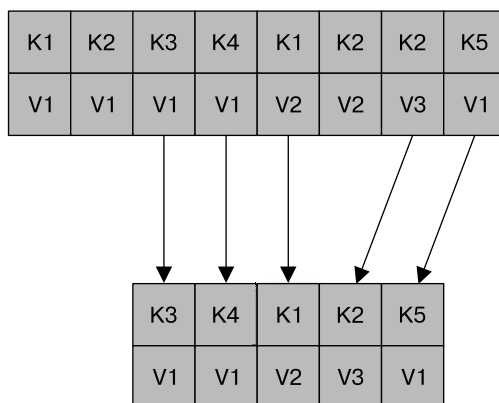 K1 K2 K3 K4 K1 K2 K2 K5
V1 V1 V1 V1 V2 V2 V3 V1
K3 K4 K1 K2 K5
V1 V1 V2 V3 V1